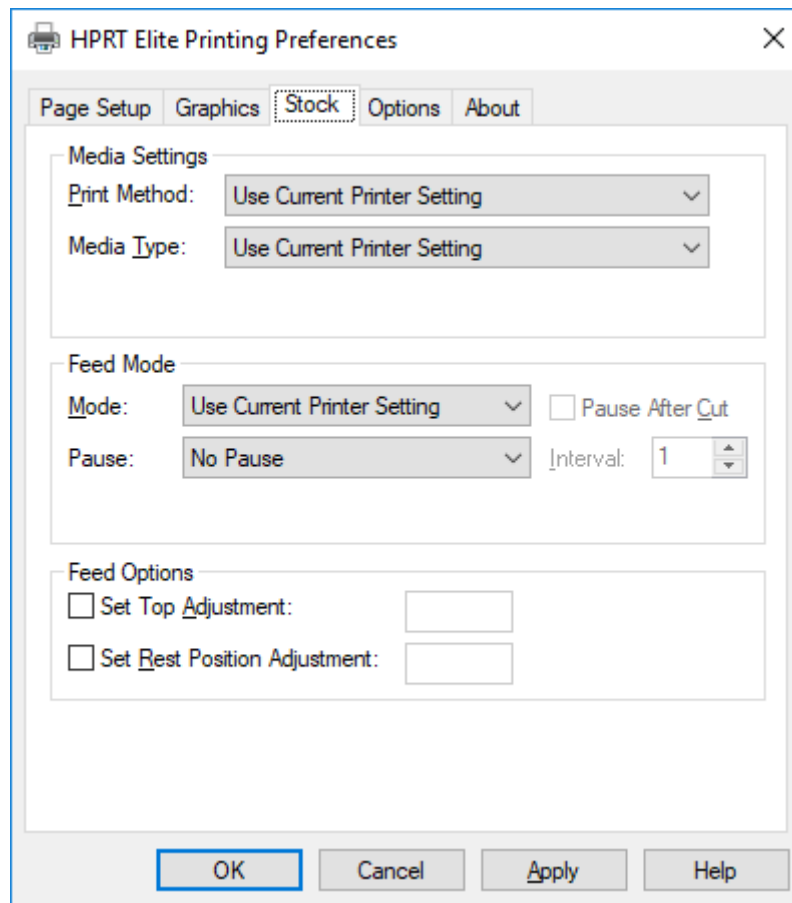 HPRT Elite Printing Preferences
Page Setup Graphics Stock Options About
Media Settings
Print Method: Use Current Printer Setting
Media Type: Use Current Printer Setting
Feed Mode
Mode: Use Current Printer Setting Pause After Cut
Pause: No Pause Interval: 1
Feed Options
Set Top Adjustment:
Set Rest Position Adjustment:
OK Cancel Apply Help